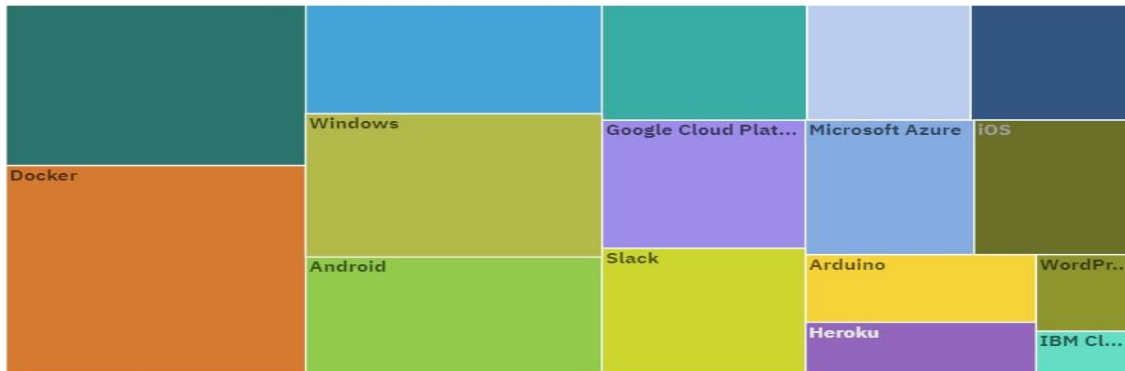 Docker
Windows
Android
Google Cloud Plat...
Slack
Microsoft Azure
iOS
Arduino
Heroku
WordPr...
IBM Cl...